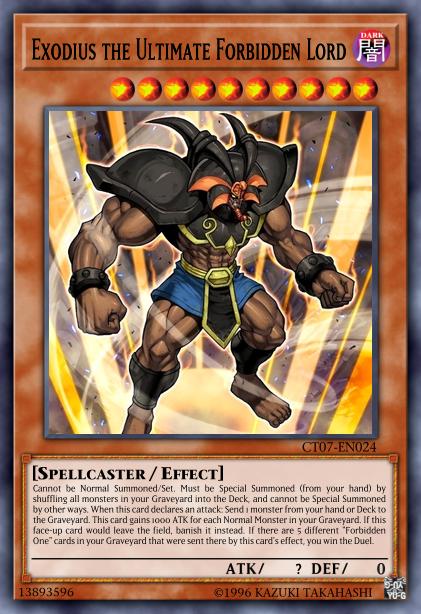 EXODIUS THE ULTIMATE FORBIDDEN LORD
DARK
闇
CT07-EN024
[SPELLCASTER / EFFECT]
Cannot be Normal Summoned/Set. Must be Special Summoned (from your hand) by
shuffling all monsters in your Graveyard into the Deck, and cannot be Special Summoned
by other ways. When this card declares an attack: Send 1 monster from your hand or Deck to
the Graveyard. This card gains 1000 ATK for each Normal Monster in your Graveyard. If this
face-up card would leave the field, banish it instead. If there are 5 different "Forbidden
One" cards in your Graveyard that were sent there by this card's effect, you win the Duel.
ATK/ ? DEF/ 0
13893596 ©1996 KAZUKI TAKAHASHI